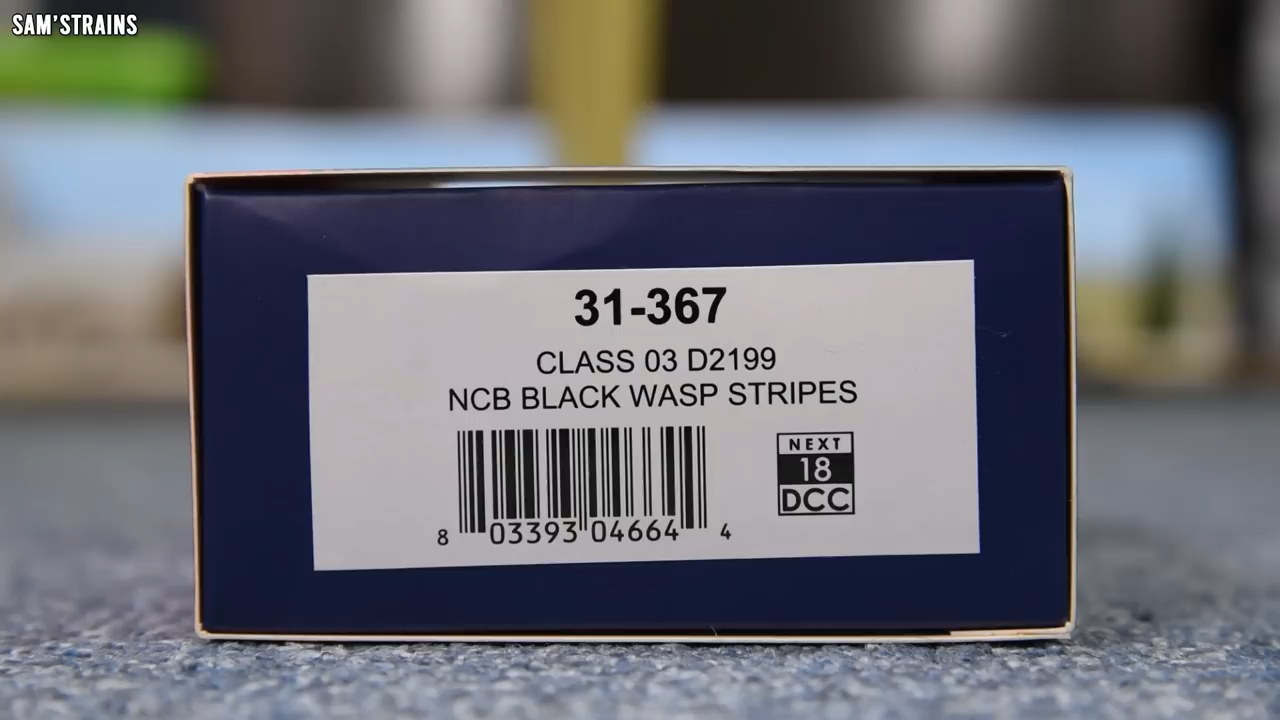 SAM'STRAINS
31-367
CLASS 03 D2199
NCB BLACK WASP STRIPES
NEXT
18
DCC
8 03393 04664 4